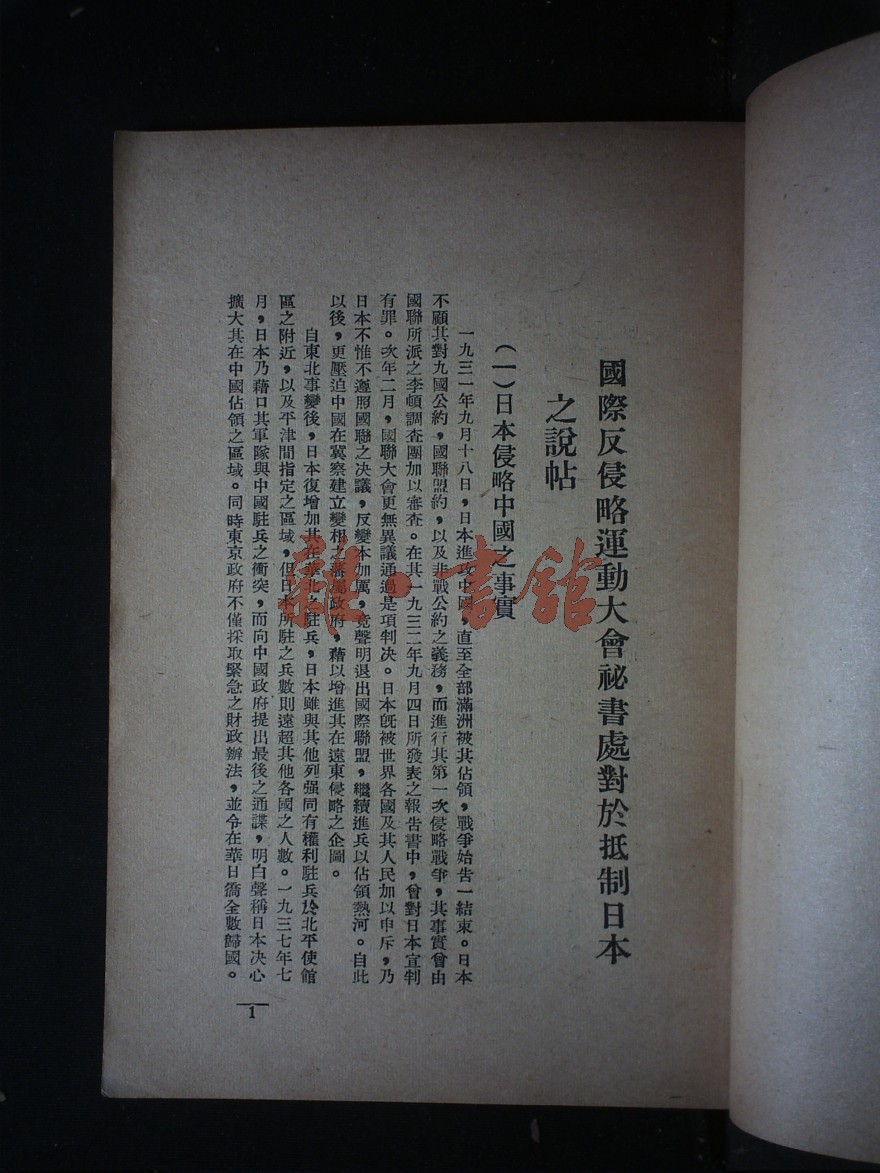 國際反侵略運動大會祕書處對於抵制日本
之說帖
（一）日本侵略中國之事實
一九三一年九月十八日，日本進攻中國，直至全部滿洲被其佔領，戰爭始告一結束。日本
不顧其對九國公約，國聯盟約，以及非戰公約之義務，而進行其第一次侵略戰爭，其事實曾由
國聯所派之李頓調查團加以審查。在其一九三二年九月四日所發表之報告書中，曾對日本宣判
有罪。次年二月，國聯大會更無異議通過是項判决。日本旣被世界各國及其人民加以申斥，乃
日本不惟不遵照國聯之決議，反變本加厲，竟聲明退出國際聯盟，繼續進兵以佔領熱河。自此
以後，更壓迫中國在冀察建立變相之藩屬政府，藉以增進其在遠東侵略之企圖。
自東北事變後，日本復增加其在華北之駐兵，日本雖與其他列强同有權利駐兵於北平使館
區之附近，以及平津間指定之區域，但日本所駐之兵數則遠超其他各國之人數。一九三七年七
月，日本乃藉口其軍隊與中國駐兵之衝突，而向中國政府提出最後之通諜，明白聲稱日本决心
擴大其在中國佔領之區域。同時東京政府不僅採取緊急之財政辦法，並令在華日僑全數歸國。
1
雜·書館